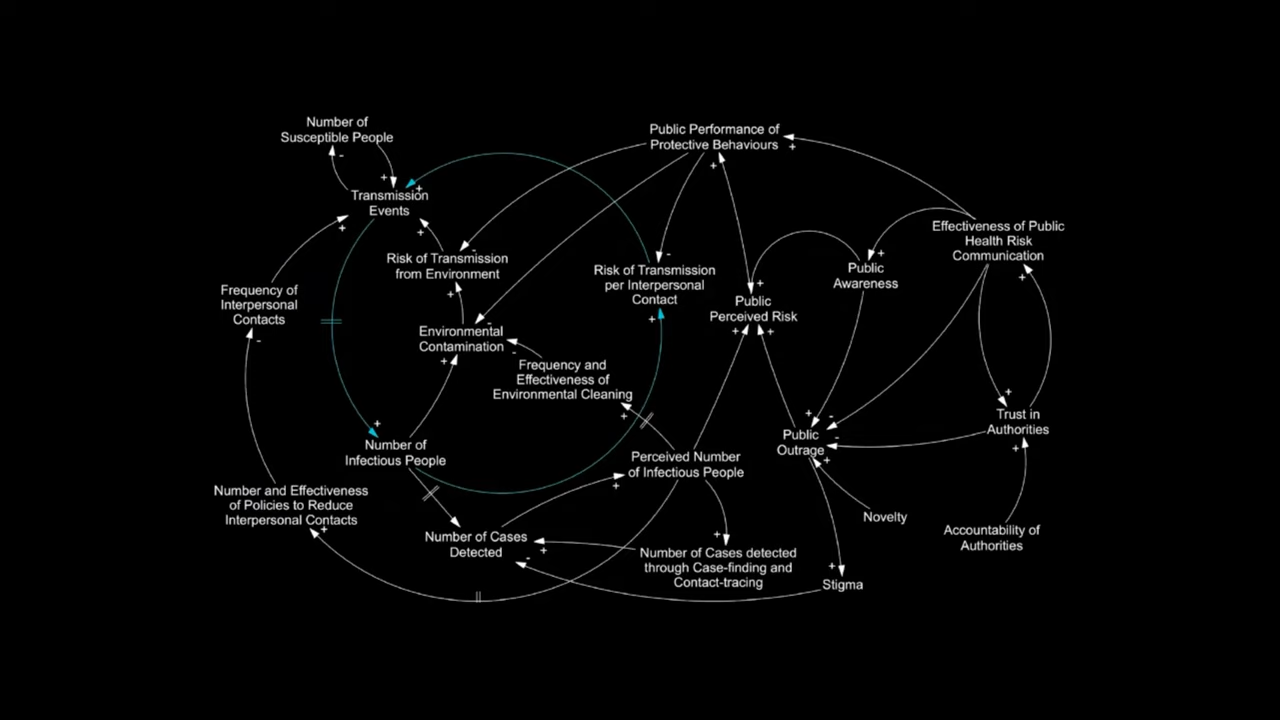 Number of
Susceptible People
Public Performance of
Protective Behaviours
Transmission
Events
Effectiveness of Public
Health Risk
Communication
Risk of Transmission
from Environment
Risk of Transmission
per Interpersonal
Contact
Public
Awareness
Frequency of
Interpersonal
Contacts
Public
Perceived Risk
Environmental
Contamination
Frequency and
Effectiveness of
Environmental Cleaning
Trust in
Authorities
Public
Outrage
Number of
Infectious People
Perceived Number
of Infectious People
Number and Effectiveness
of Policies to Reduce
Interpersonal Contacts
Novelty
Number of Cases
Detected
Accountability of
Authorities
Number of Cases detected
through Case-finding and
Contact-tracing
Stigma